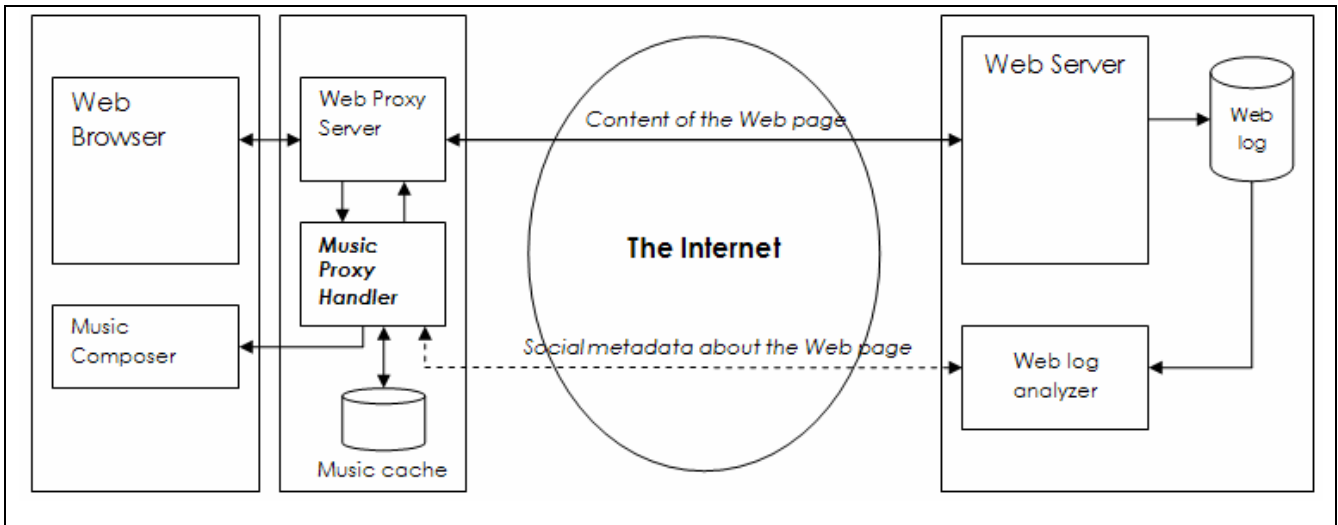 Web
Browser
Music
Composer
Web Proxy
Server
Music
Proxy
Handler
Music cache
Content of the Web page
The Internet
Social metadata about the Web page
Web Server
Web
log
Web log
analyzer